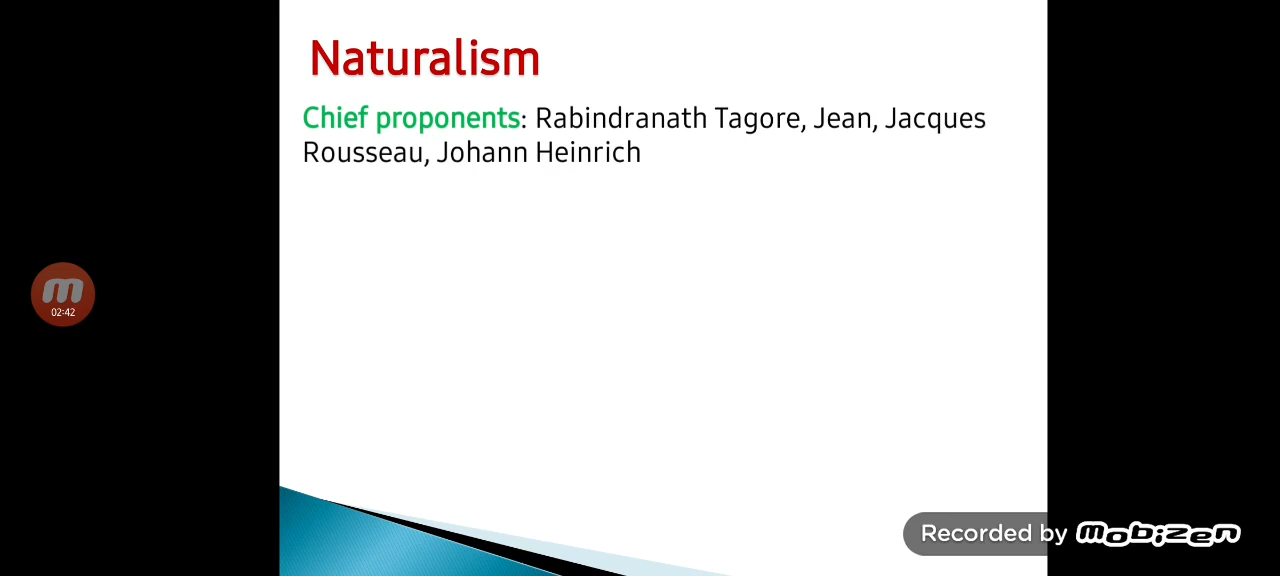 Naturalism
Chief proponents: Rabindranath Tagore, Jean, Jacques
Rousseau, Johann Heinrich
02:42
Recorded by mobizen